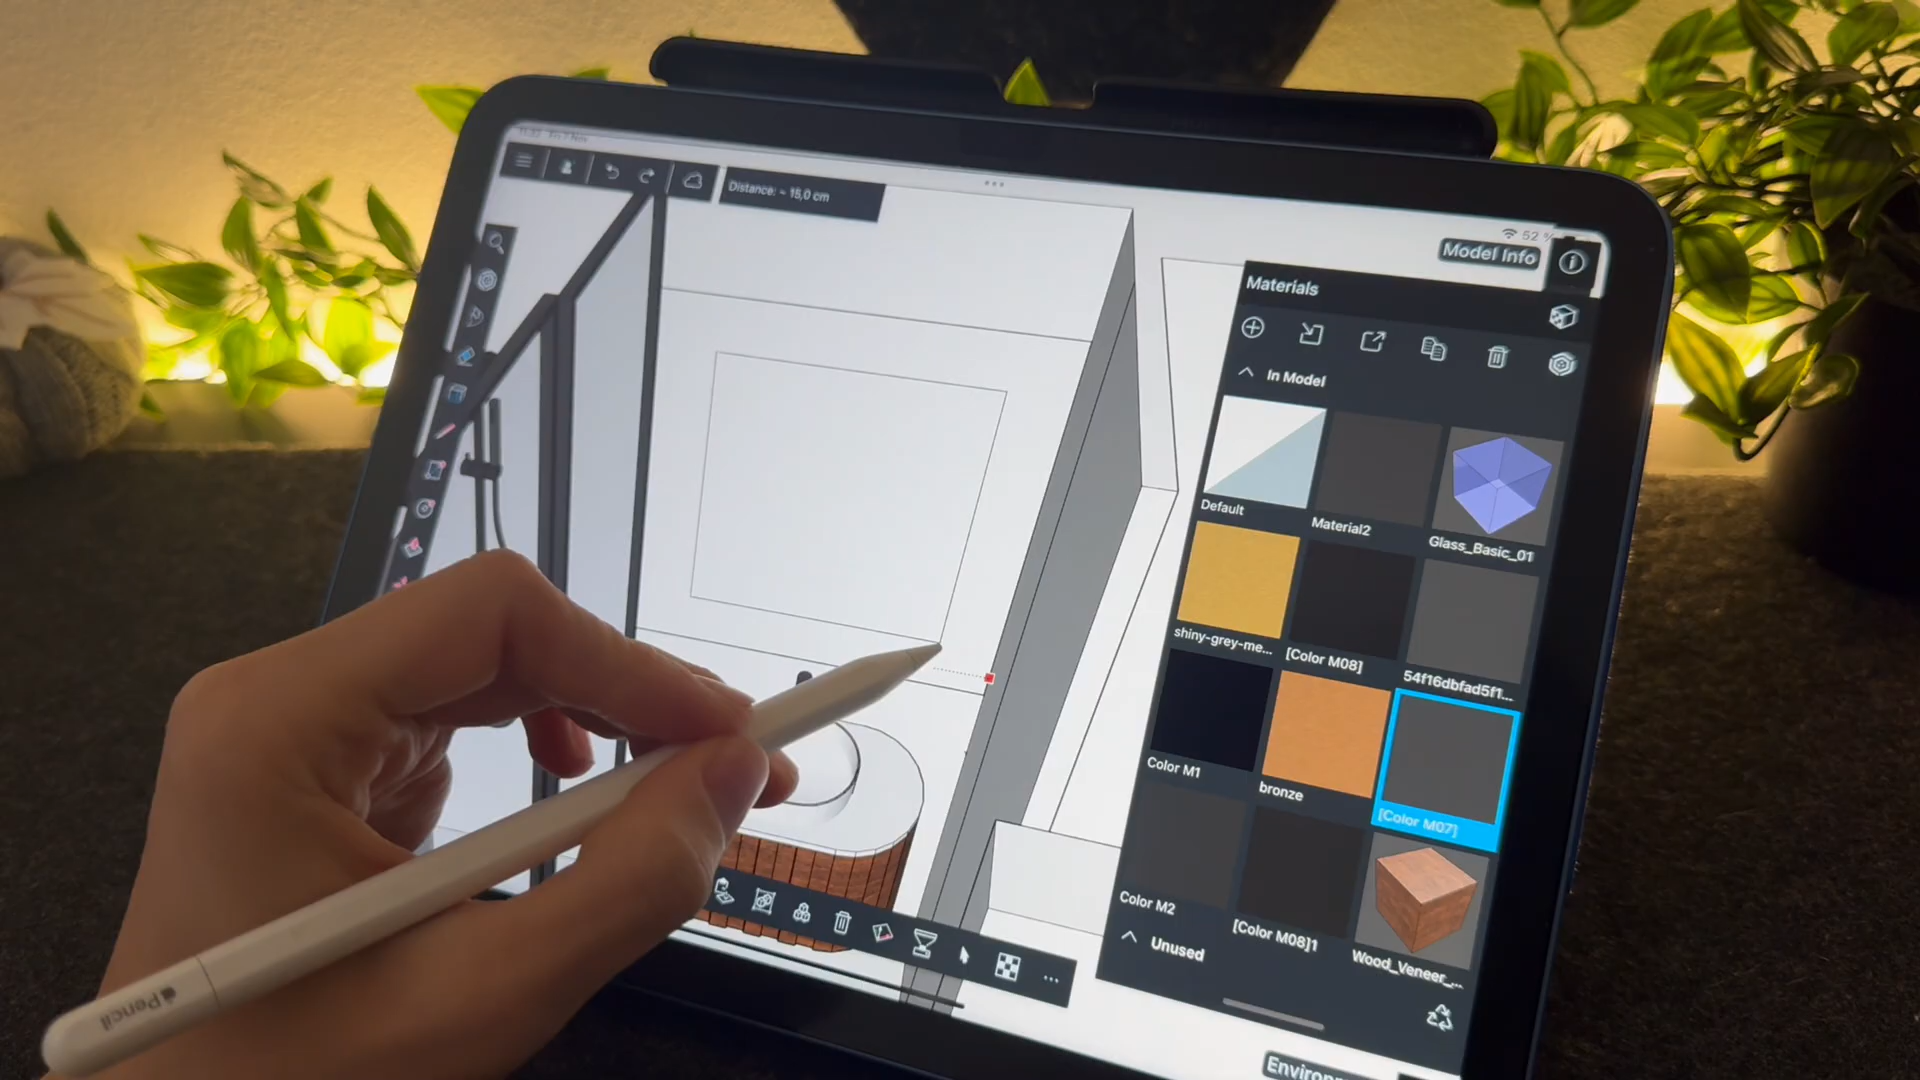 Distance: ~ 15,0 cm
52 %
Model Info
Materials
In Model
Default
Material2
Glass_Basic_01
shiny-grey-me...
[Color M08]
54f16dbfad5f1...
Color M1
bronze
[Color M07]
Color M2
[Color M08]1
Wood_Veneer_...
Unused
Pencil